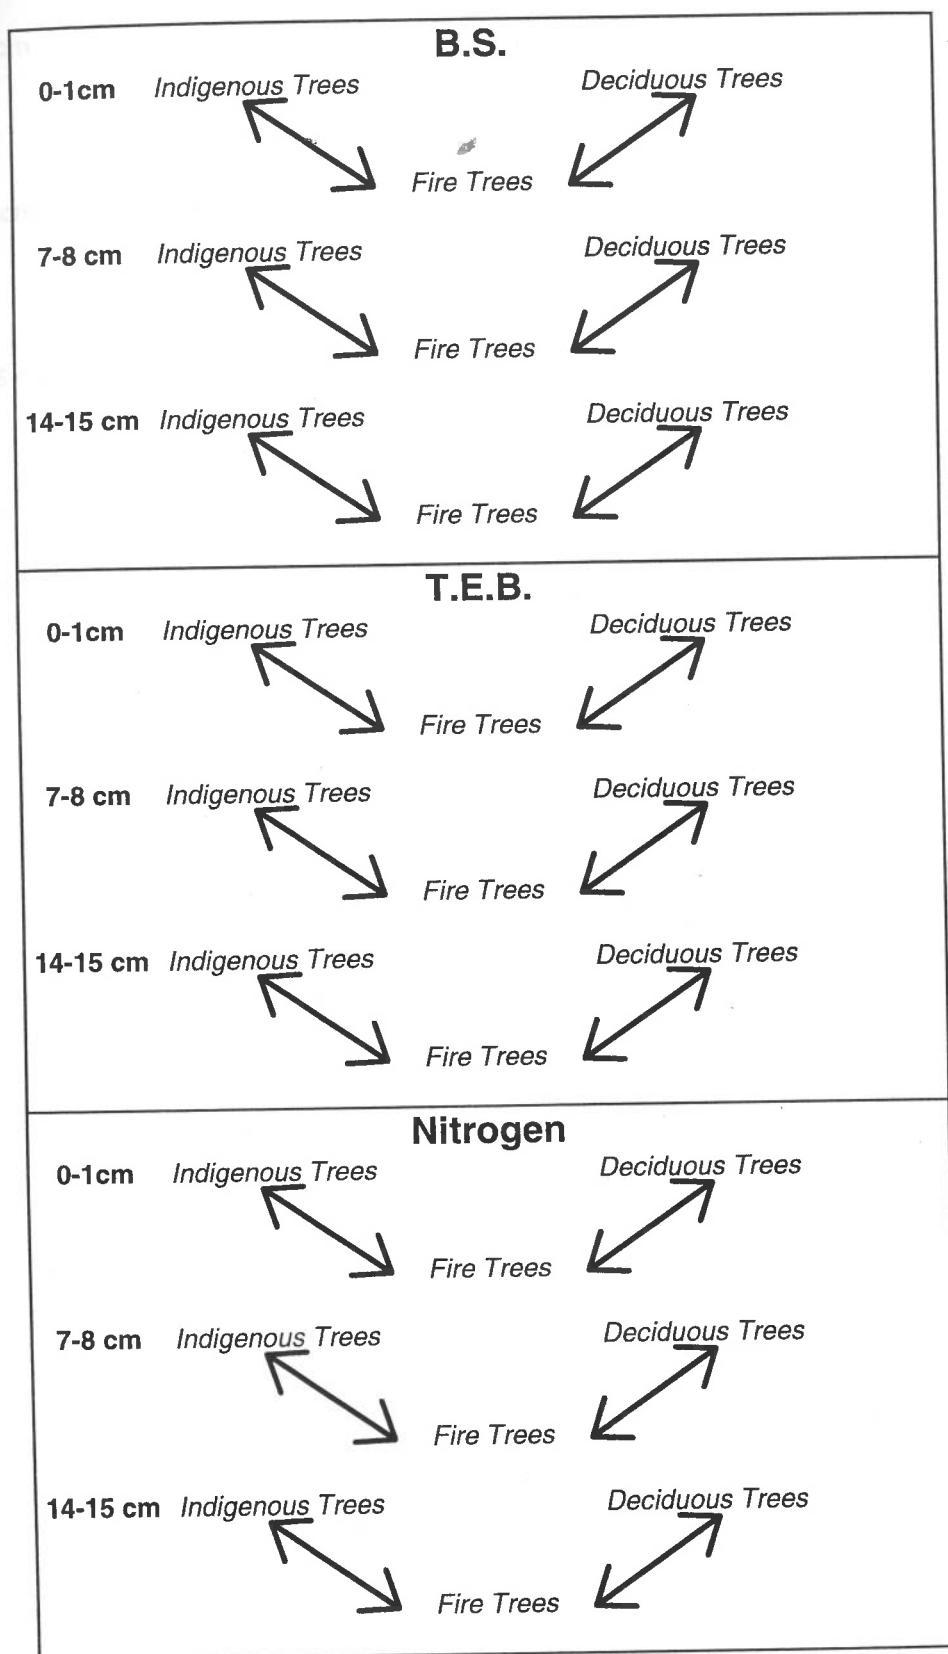 B.S.
0-1cm Indigenous Trees Deciduous Trees
Fire Trees
7-8 cm Indigenous Trees Deciduous Trees
Fire Trees
14-15 cm Indigenous Trees Deciduous Trees
Fire Trees
T.E.B.
0-1cm Indigenous Trees Deciduous Trees
Fire Trees
7-8 cm Indigenous Trees Deciduous Trees
Fire Trees
14-15 cm Indigenous Trees Deciduous Trees
Fire Trees
Nitrogen
0-1cm Indigenous Trees Deciduous Trees
Fire Trees
7-8 cm Indigenous Trees Deciduous Trees
Fire Trees
14-15 cm Indigenous Trees Deciduous Trees
Fire Trees